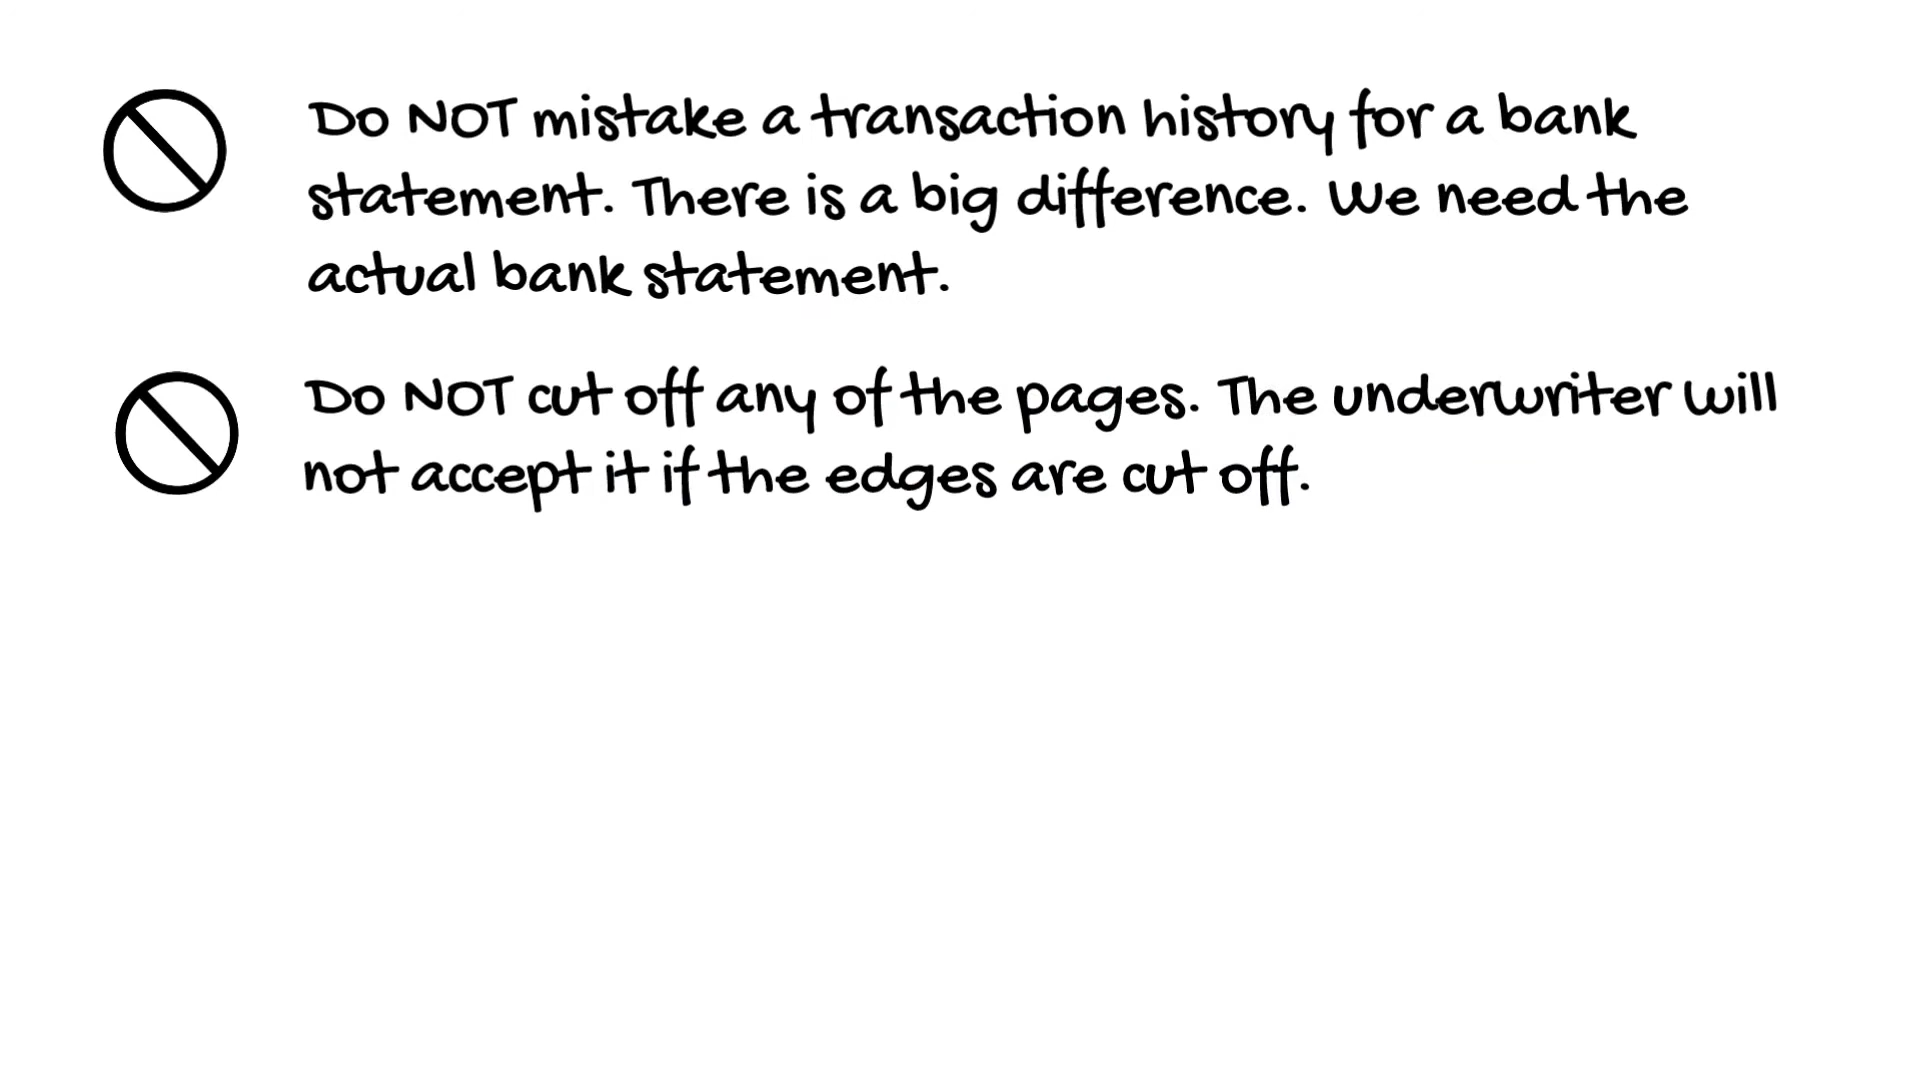 Do NOT mistake a transaction history for a bank
statement. There is a big difference. We need the
actual bank statement.
Do NOT cut off any of the pages. The underwriter will
not accept it if the edges are cut off.